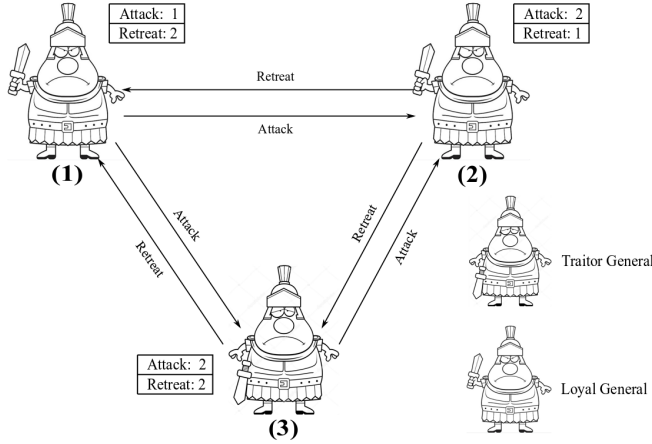 Attack: 1
Retreat: 2
Attack: 2
Retreat: 1
Retreat
Attack
(1)
(2)
Attack
Retreat
Retreat
Attack
Traitor General
Attack: 2
Retreat: 2
Loyal General
(3)